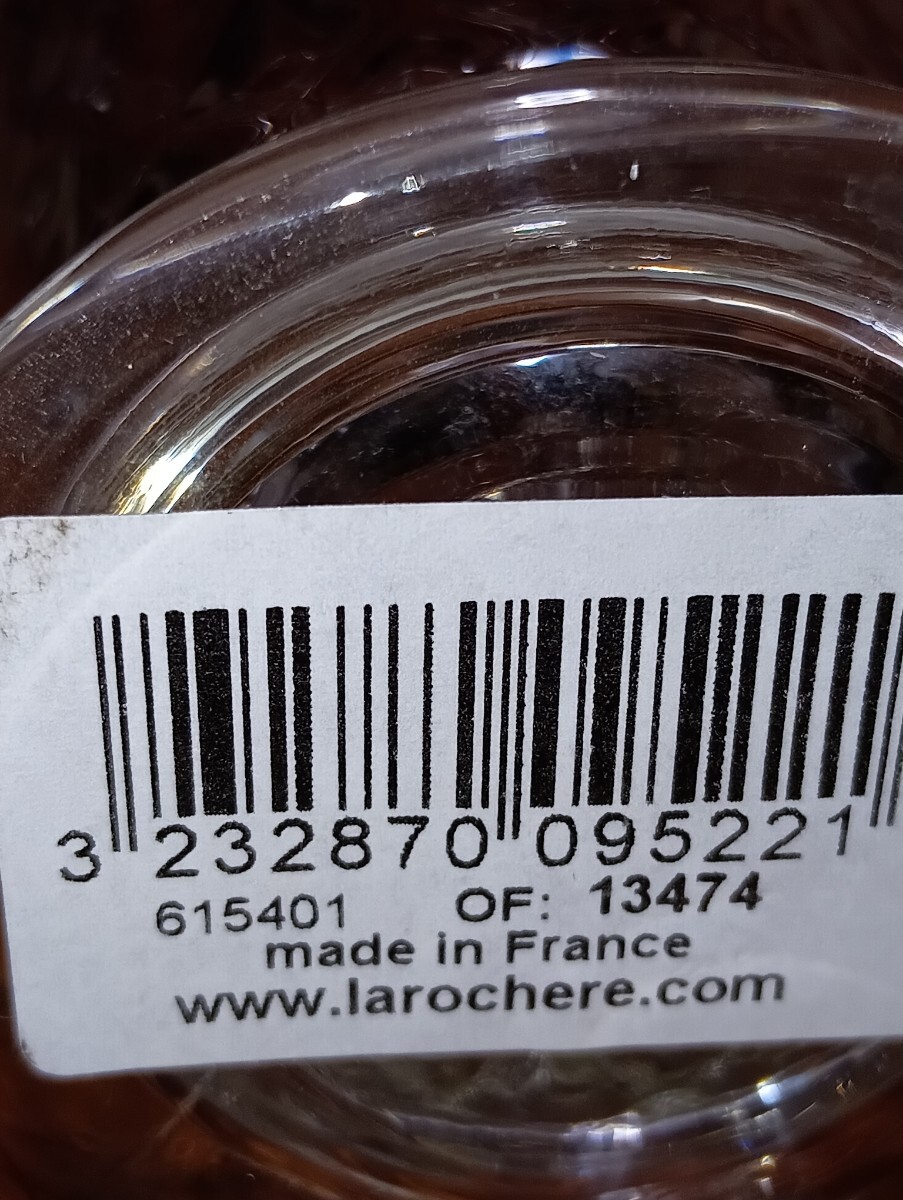 3 232870 095221
615401 OF: 13474
made in France
www.larochere.com